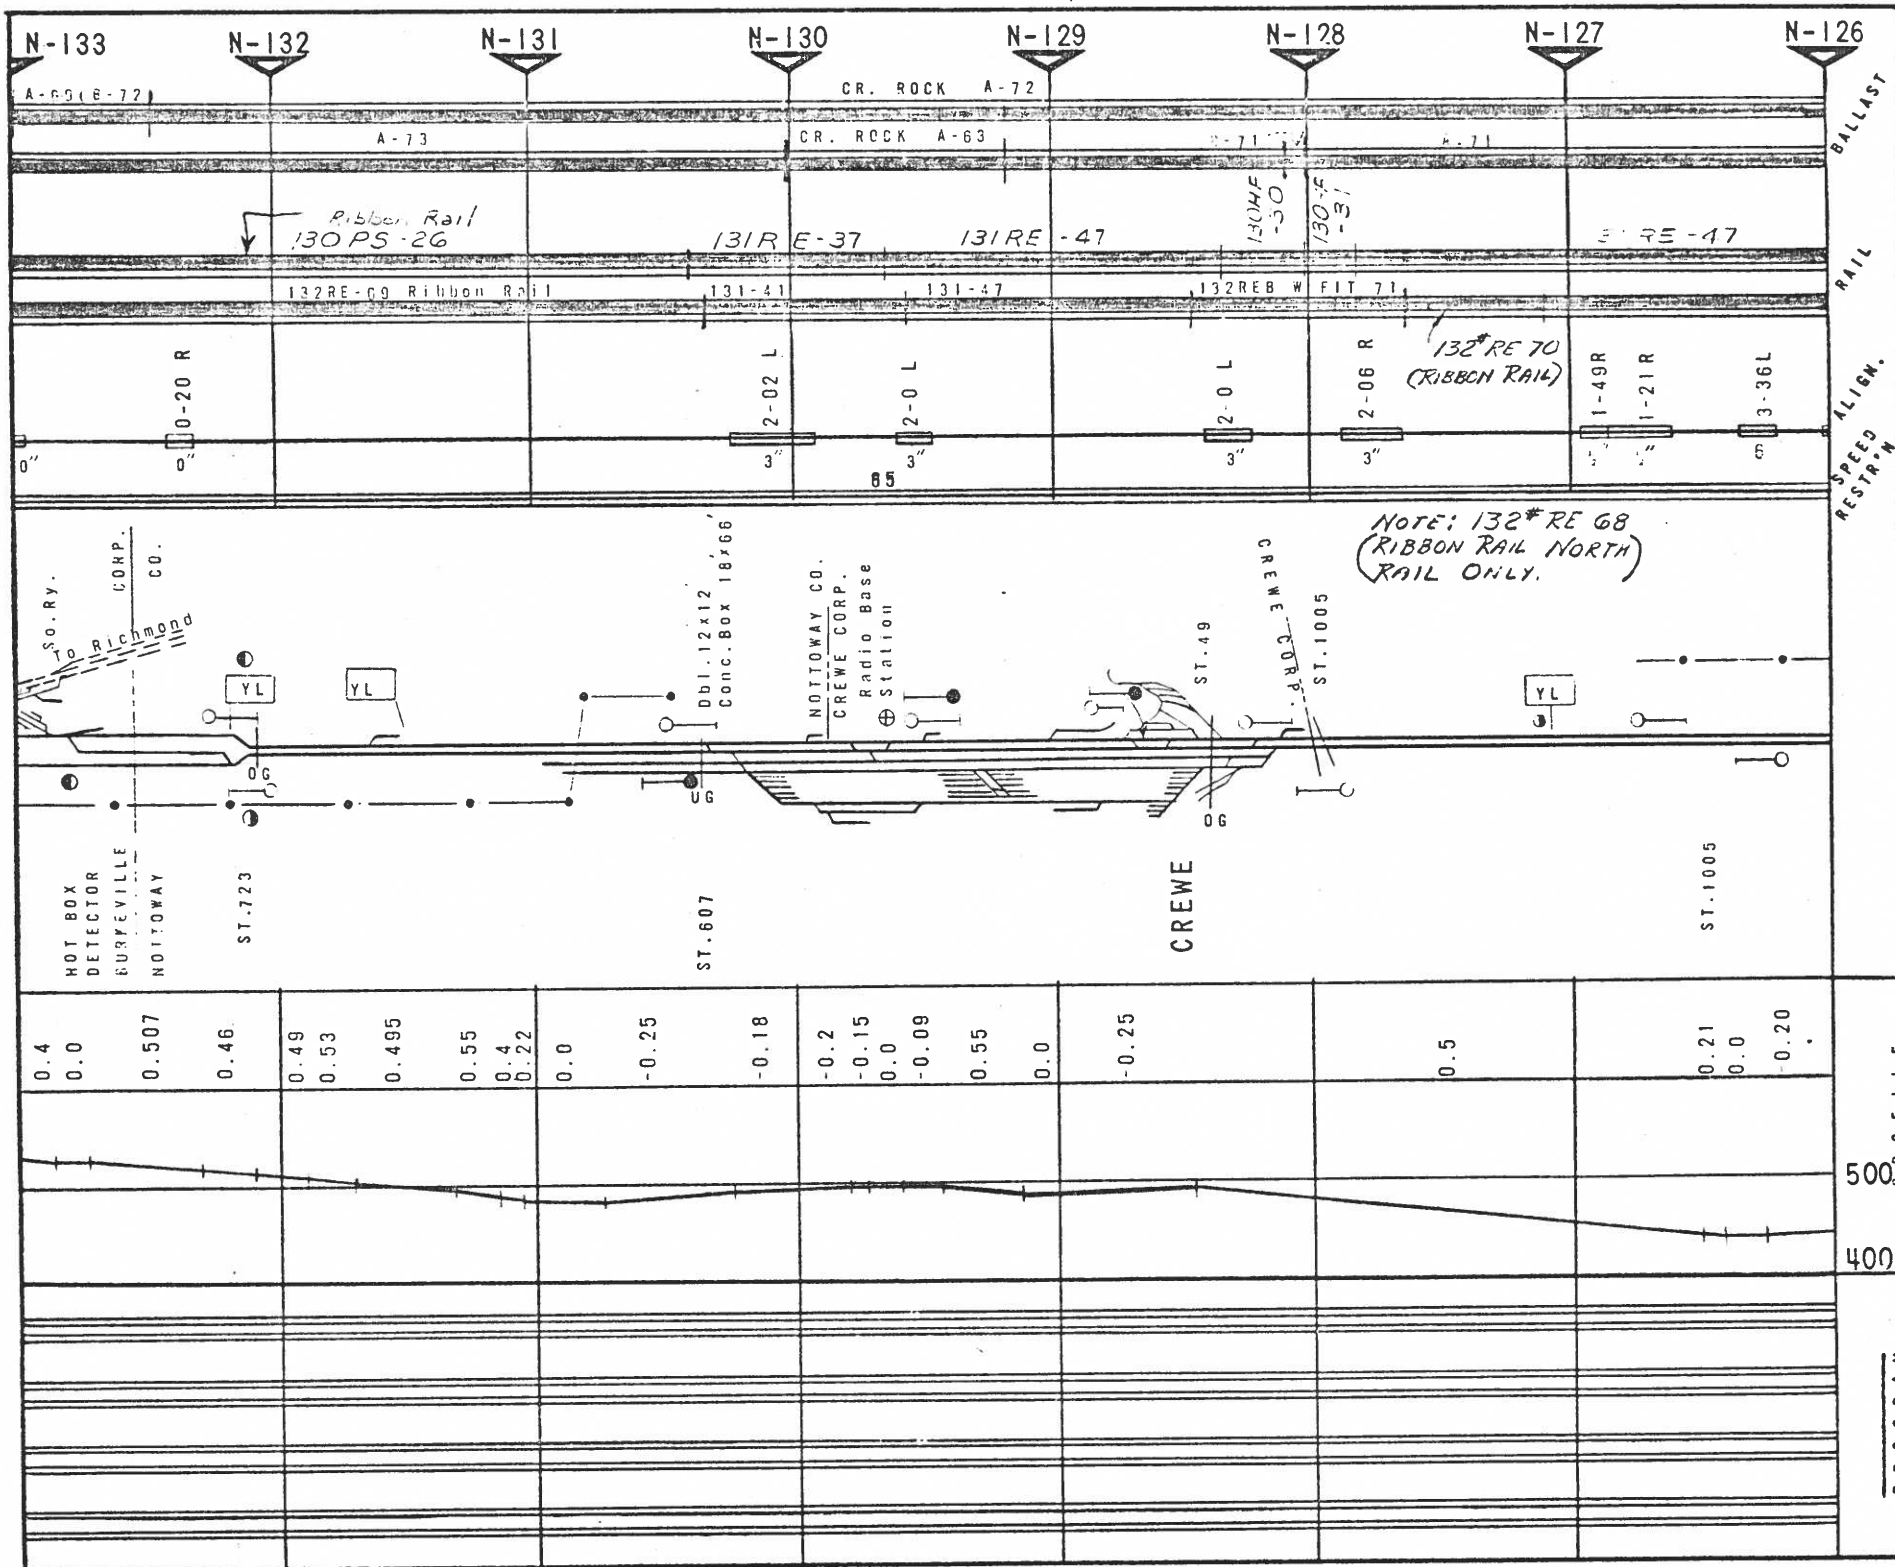 N-133 N-132 N-131 N-130 N-129 N-128 N-127 N-126
CR. ROCK A-72
A-73 CR. ROCK A-63 A-71
BALLAST
Ribbon Rail
130 PS-26 131RE-37 131RE-47 130HF -30 -31 RE-47
132RE-69 Ribbon Rail 131-41 131-47 132REB W FIT 71
RAIL
132# RE 70
(RIBBON RAIL)
0-20 R 2-02 L 2-0 L 2-0 L 2-06 R 1-49R 1-21R 3-36L
ALIGN.
0" 0" 3" 3" 3" 3"
SPEED
RESTR'N
NOTE: 132# RE 68
(RIBBON RAIL NORTH)
RAIL ONLY.
So.Ry.
To Richmond
CORP.
CO.
YL
YL
Dbl.12x12'
Conc.Box 18x66'
NOTTOWAY CO.
CREWE CORP.
Radio Base
Station
ST.49
CREWE CORP.
ST.1005
YL
OG
UG
OG
HOT BOX
DETECTOR
BURKEVILLE
NOTTOWAY
ST.723
ST.607
CREWE
ST.1005
0.4 0.0 0.507 0.46 0.49 0.53 0.495 0.55 0.4 0.22 0.0 -0.25 -0.18 -0.2 -0.15 0.0 -0.09 0.55 0.0 -0.25 0.5 0.21 0.0 -0.20
500
400